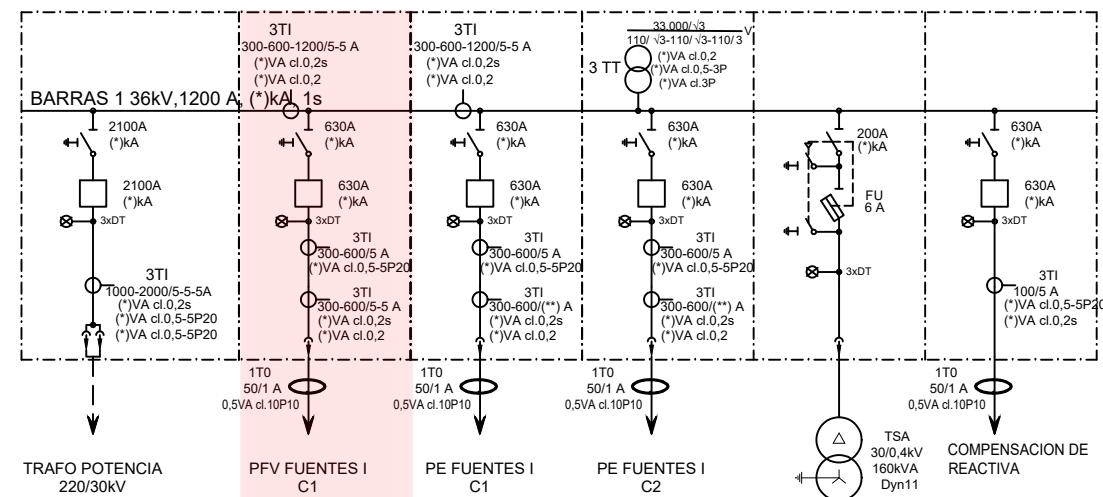 3TI
300-600-1200/5-5 A
(*)VA cl.0,2s
(*)VA cl.0,2
3TI
300-600-1200/5-5 A
(*)VA cl.0,2s
(*)VA cl.0,2
33.000/√3
110/ √3-110/ √3-110/ 3
V
3 TT
(*)VA cl.0,2
(*)VA cl.0,5-3P
(*)VA cl.3P
BARRAS 1 36kV,1200 A, (*)kA, 1s
2100A
(*)kA
630A
(*)kA
630A
(*)kA
630A
(*)kA
200A
(*)kA
630A
(*)kA
2100A
(*)kA
630A
(*)kA
630A
(*)kA
630A
(*)kA
FU
6 A
630A
(*)kA
3xDT
3xDT
3xDT
3xDT
3xDT
3xDT
3TI
300-600/5 A
(*)VA cl.0,5-5P20
3TI
300-600/5 A
(*)VA cl.0,5-5P20
3TI
300-600/5 A
(*)VA cl.0,5-5P20
3TI
1000-2000/5-5-5A
(*)VA cl.0,2s
(*)VA cl.0,5-5P20
(*)VA cl.0,5-5P20
3TI
300-600/5-5 A
(*)VA cl.0,2s
(*)VA cl.0,2
3TI
300-600/(**) A
(*)VA cl.0,2s
(*)VA cl.0,2
3TI
300-600/(**) A
(*)VA cl.0,2s
(*)VA cl.0,2
3TI
100/5 A
(*)VA cl.0,5-5P20
(*)VA cl.0,2s
1T0
50/1 A
0,5VA cl.10P10
1T0
50/1 A
0,5VA cl.10P10
1T0
50/1 A
0,5VA cl.10P10
1T0
50/1 A
0,5VA cl.10P10
TRAFO POTENCIA
220/30kV
PFV FUENTES I
C1
PE FUENTES I
C1
PE FUENTES I
C2
TSA
30/0,4kV
160kVA
Dyn11
COMPENSACION DE
REACTIVA